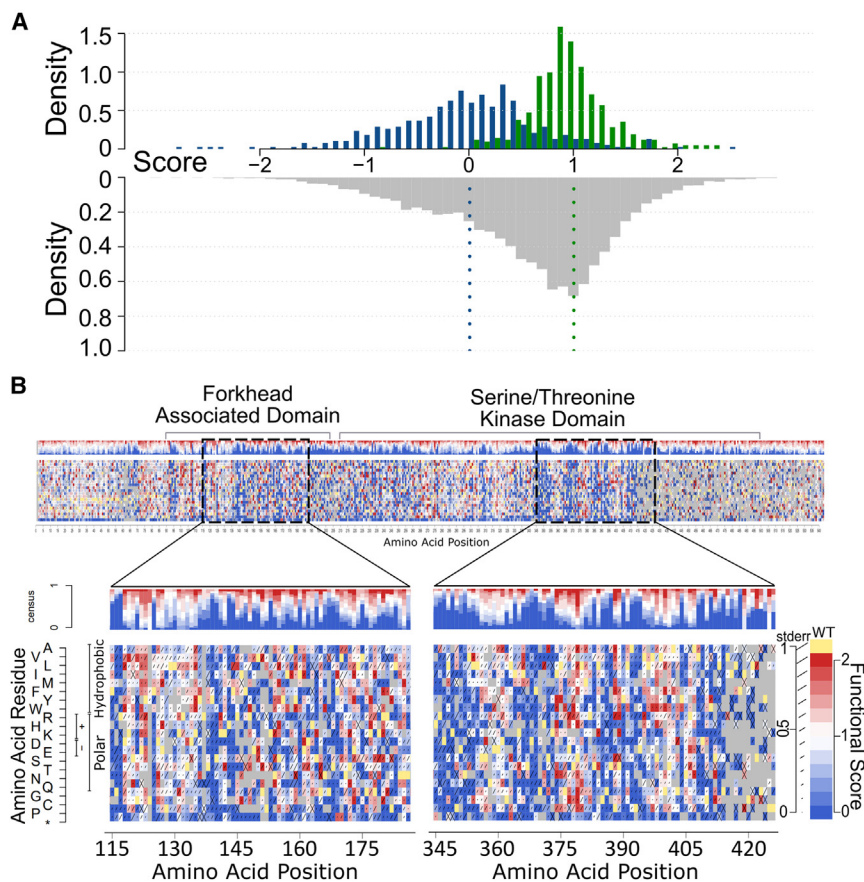 A
Density
1.5
1.0
0.5
0
Score
−2
−1
0
1
2
Density
0
0.2
0.4
0.6
0.8
1.0
B
Forkhead
Associated Domain
Serine/Threonine
Kinase Domain
Amino Acid Position
census
1
0
Amino Acid Residue
A
V
L
I
M
F
Y
W
R
H
K
D
E
S
T
N
Q
G
C
P
*
Hydrophobic
+
−
Polar
stderr
1
0.5
0
WT
2
1
0
Functional Score
115 130 145 160 175
Amino Acid Position
345 360 375 390 405 420
Amino Acid Position